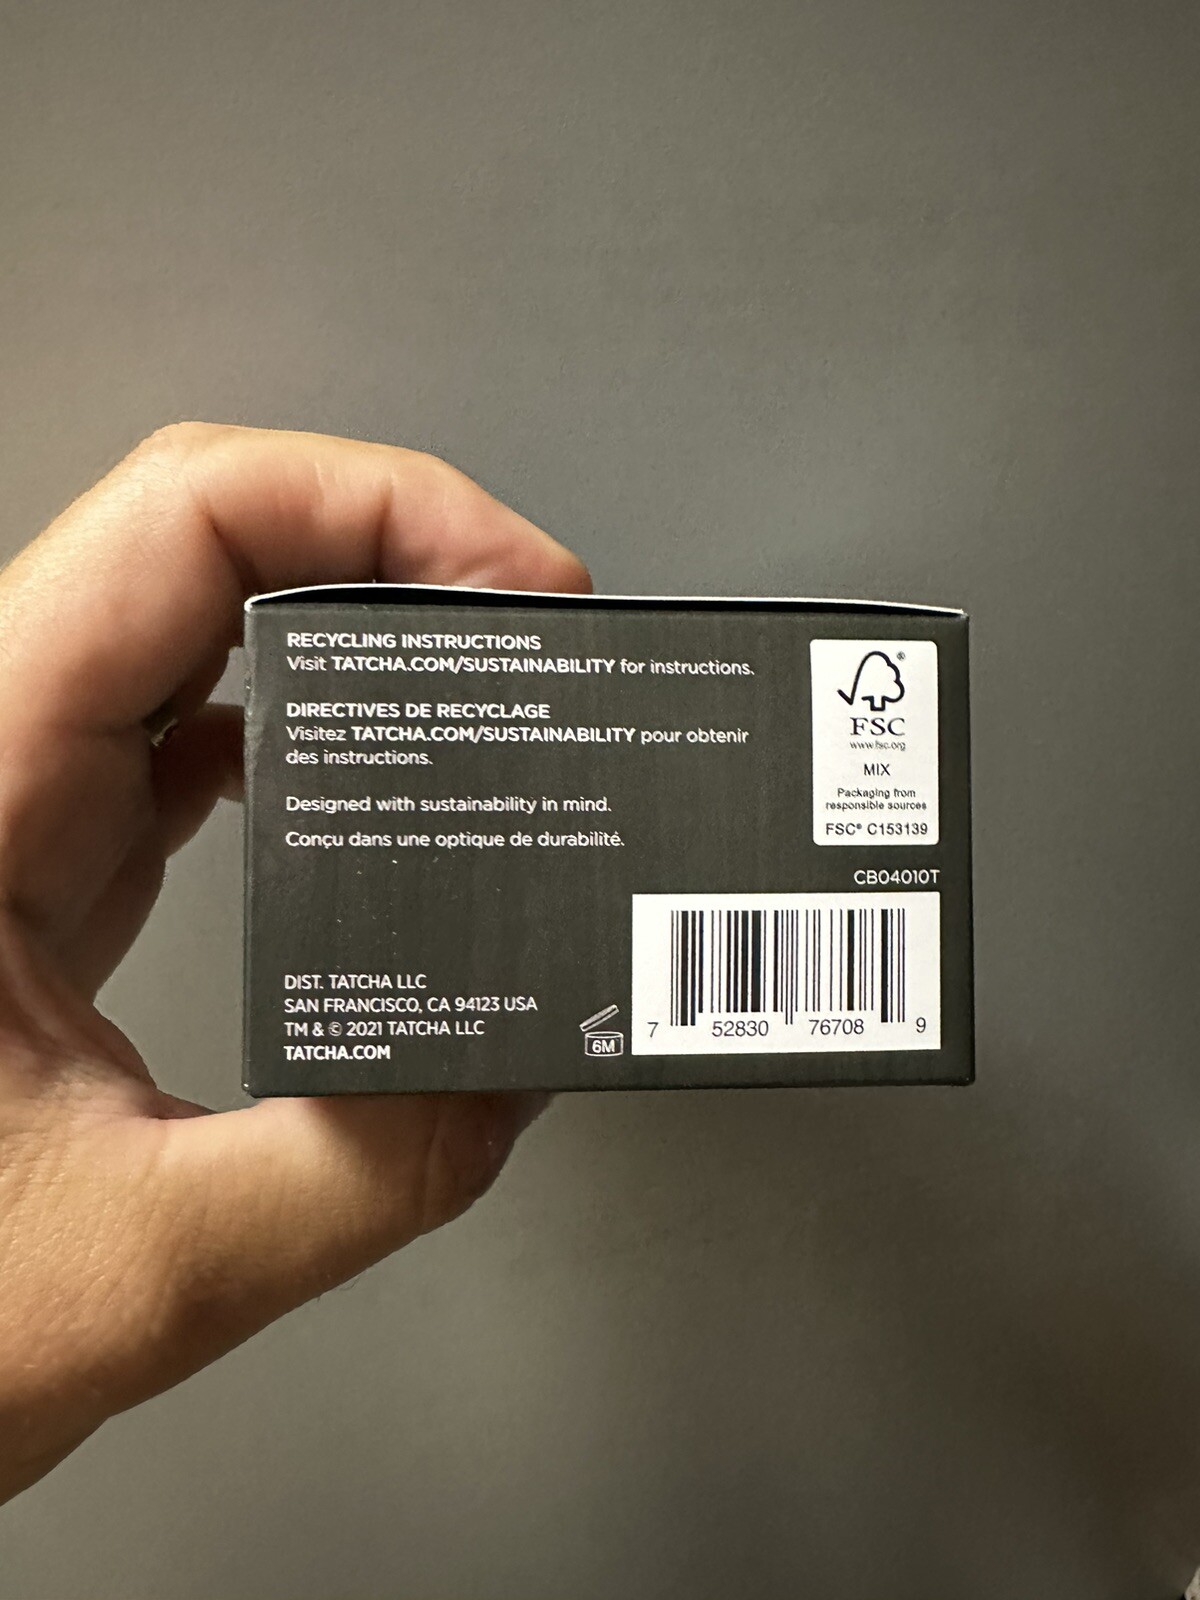 RECYCLING INSTRUCTIONS
Visit TATCHA.COM/SUSTAINABILITY for instructions.
DIRECTIVES DE RECYCLAGE
Visitez TATCHA.COM/SUSTAINABILITY pour obtenir
des instructions.
Designed with sustainability in mind.
Conçu dans une optique de durabilité.
®
FSC
www.fsc.org
MIX
Packaging from
responsible sources
FSC® C153139
CB04010T
DIST. TATCHA LLC
SAN FRANCISCO, CA 94123 USA
TM & © 2021 TATCHA LLC
TATCHA.COM
6M
7 52830 76708 9